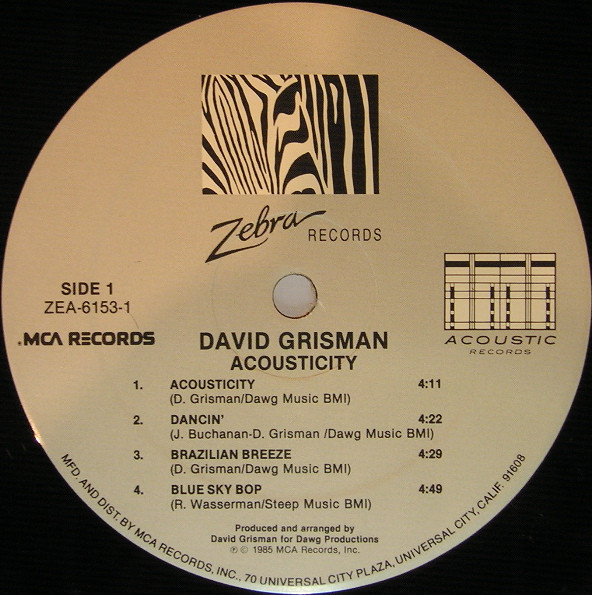 Zebra RECORDS
SIDE 1
ZEA-6153-1
MCA RECORDS
ACOUSTIC
RECORDS
DAVID GRISMAN
ACOUSTICITY
1. ACOUSTICITY 4:11
(D. Grisman/Dawg Music BMI)
2. DANCIN' 4:22
(J. Buchanan-D. Grisman /Dawg Music BMI)
3. BRAZILIAN BREEZE 4:29
(D. Grisman/Dawg Music BMI)
4. BLUE SKY BOP 4:49
(R. Wasserman/Steep Music BMI)
Produced and arranged by
David Grisman for Dawg Productions
℗ © 1985 MCA Records, Inc.
MFD. AND DIST. BY MCA RECORDS, INC., 70 UNIVERSAL CITY PLAZA, UNIVERSAL CITY, CALIF. 91608